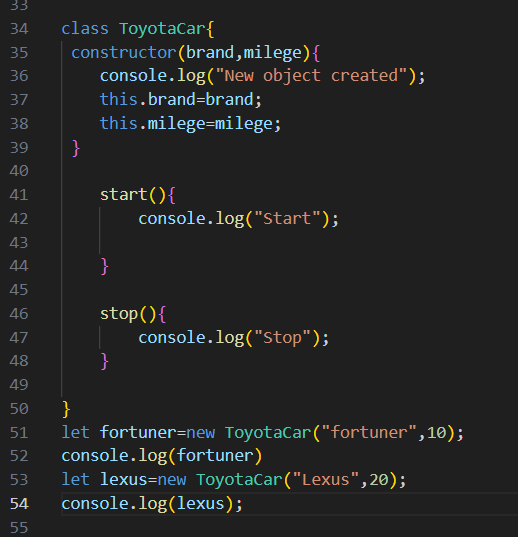 33
34 class ToyotaCar{
35 constructor(brand,milege){
36 console.log("New object created");
37 this.brand=brand;
38 this.milege=milege;
39 }
40
41 start(){
42 console.log("Start");
43
44 }
45
46 stop(){
47 console.log("Stop");
48 }
49
50 }
51 let fortuner=new ToyotaCar("fortuner",10);
52 console.log(fortuner)
53 let lexus=new ToyotaCar("Lexus",20);
54 console.log(lexus);
55